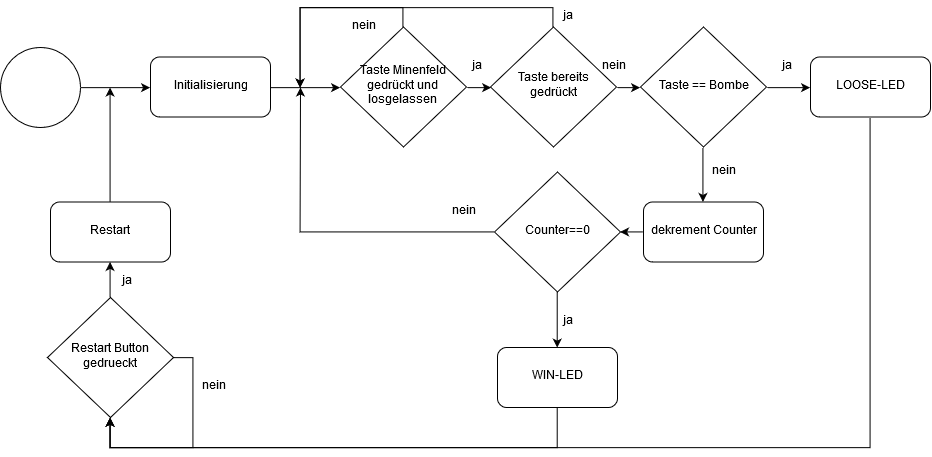 ja
nein
Taste Minenfeld
gedrückt und
losgelassen
ja
Taste bereits
gedrückt
nein
Taste == Bombe
ja
LOOSE-LED
Initialisierung
nein
nein
Restart
Counter==0
dekrement Counter
ja
ja
Restart Button
gedrueckt
nein
WIN-LED